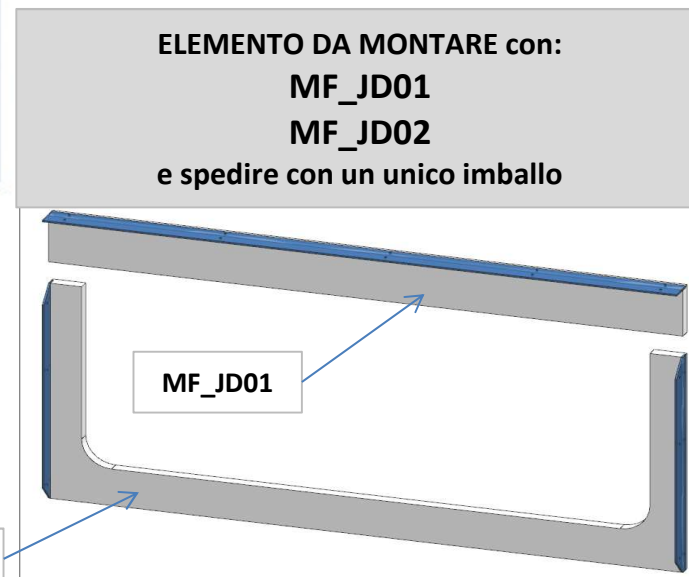 ELEMENTO DA MONTARE con:
MF_JD01
MF_JD02
e spedire con un unico imballo
MF_JD01